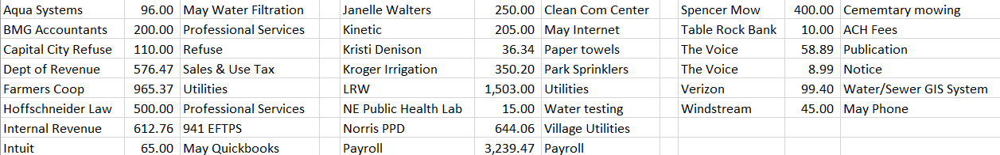 Aqua Systems 96.00 May Water Filtration Janelle Walters 250.00 Clean Com Center Spencer Mow 400.00 Cememtary mowing
BMG Accountants 200.00 Professional Services Kinetic 205.00 May Internet Table Rock Bank 10.00 ACH Fees
Capital City Refuse 110.00 Refuse Kristi Denison 36.34 Paper towels The Voice 58.89 Publication
Dept of Revenue 576.47 Sales & Use Tax Kroger Irrigation 350.20 Park Sprinklers The Voice 8.99 Notice
Farmers Coop 965.37 Utilities LRW 1,503.00 Utilities Verizon 99.40 Water/Sewer GIS System
Hoffschneider Law 500.00 Professional Services NE Public Health Lab 15.00 Water testing Windstream 45.00 May Phone
Internal Revenue 612.76 941 EFTPS Norris PPD 644.06 Village Utilities
Intuit 65.00 May Quickbooks Payroll 3,239.47 Payroll